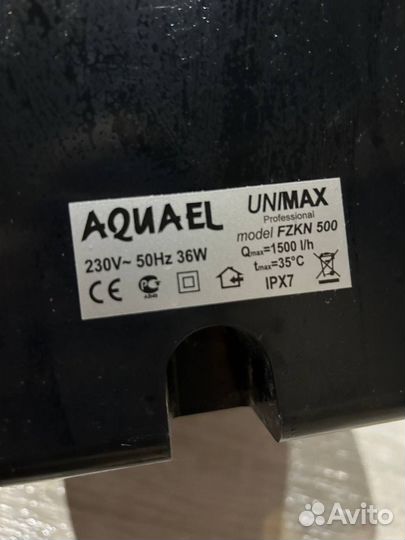 AQUAEL
230V~ 50Hz 36W
CE
UNIMAX
Professional
model FZKN 500
Qmax=1500 l/h
tmax=35°C
IPX7
Avito